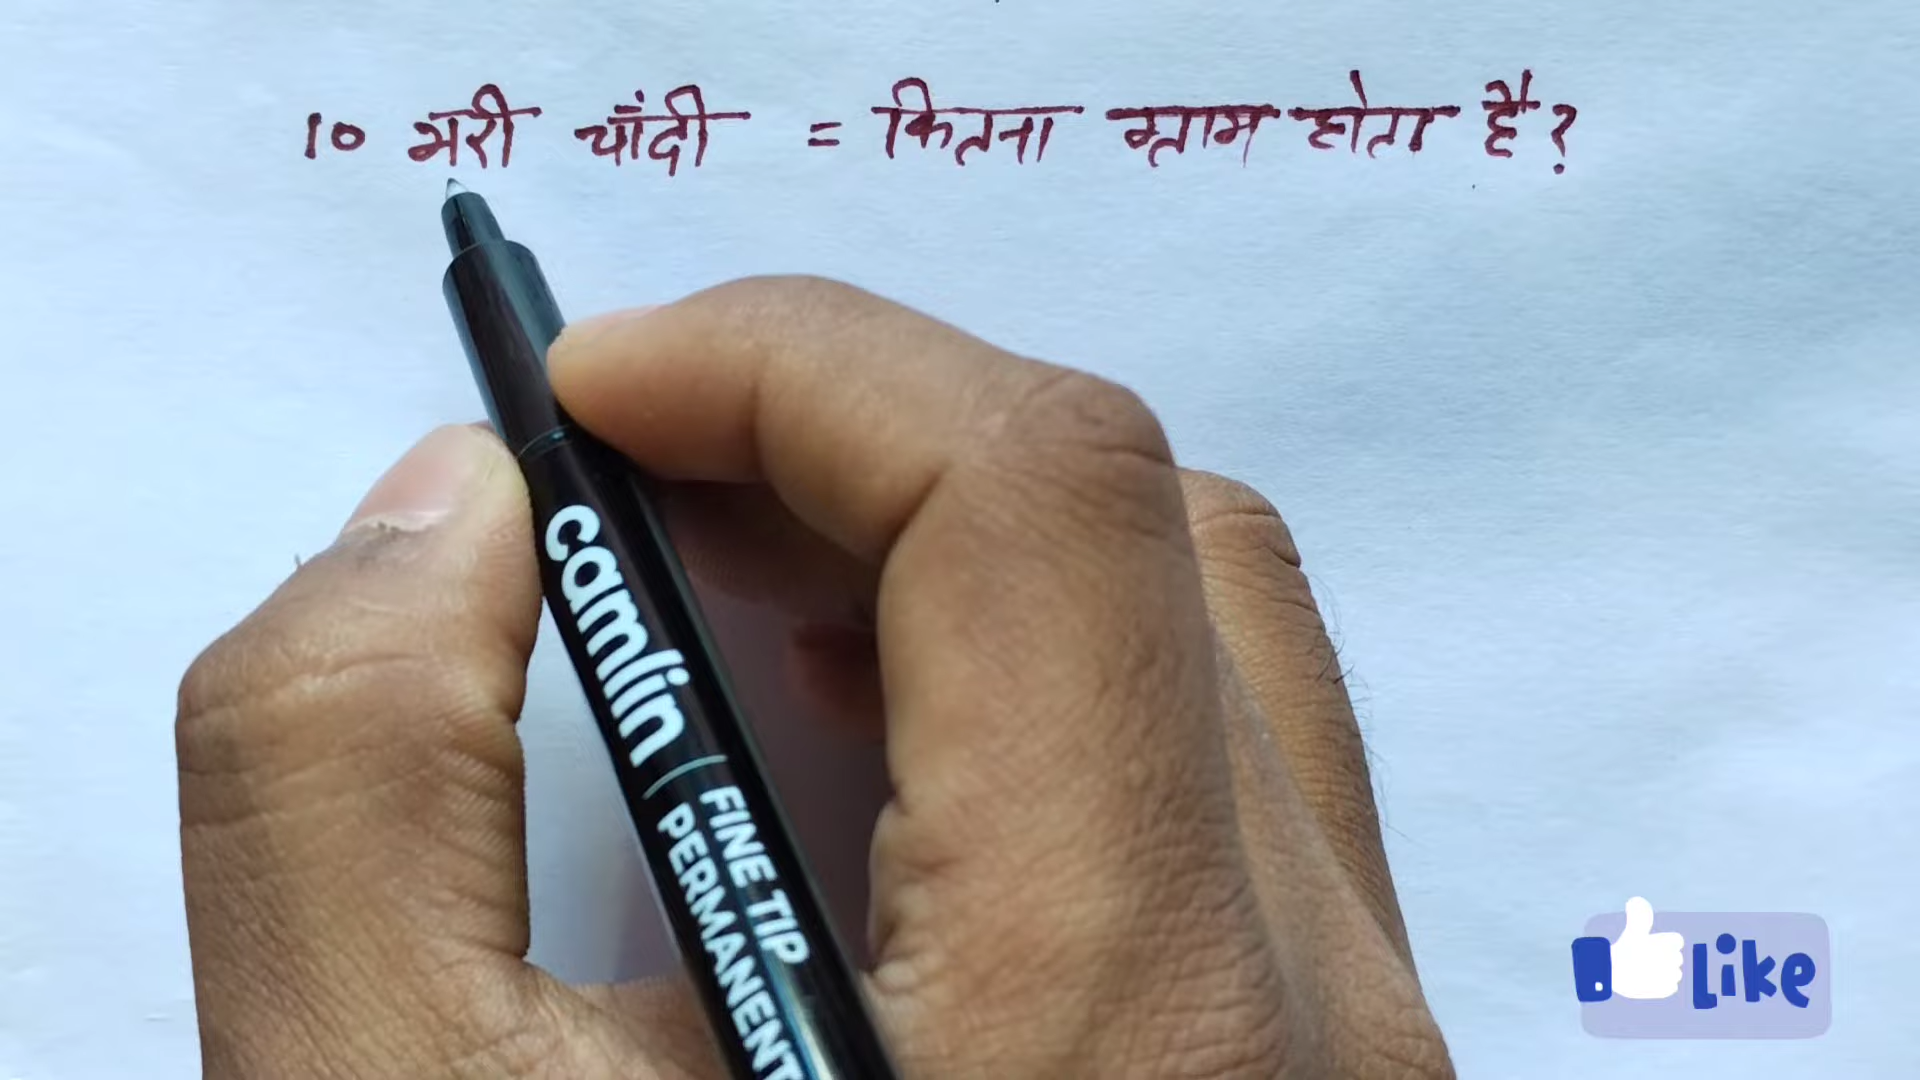 10 भरी चांदी = कितना ग्राम होता है?
camlin
FINE TIP
PERMANENT
Like